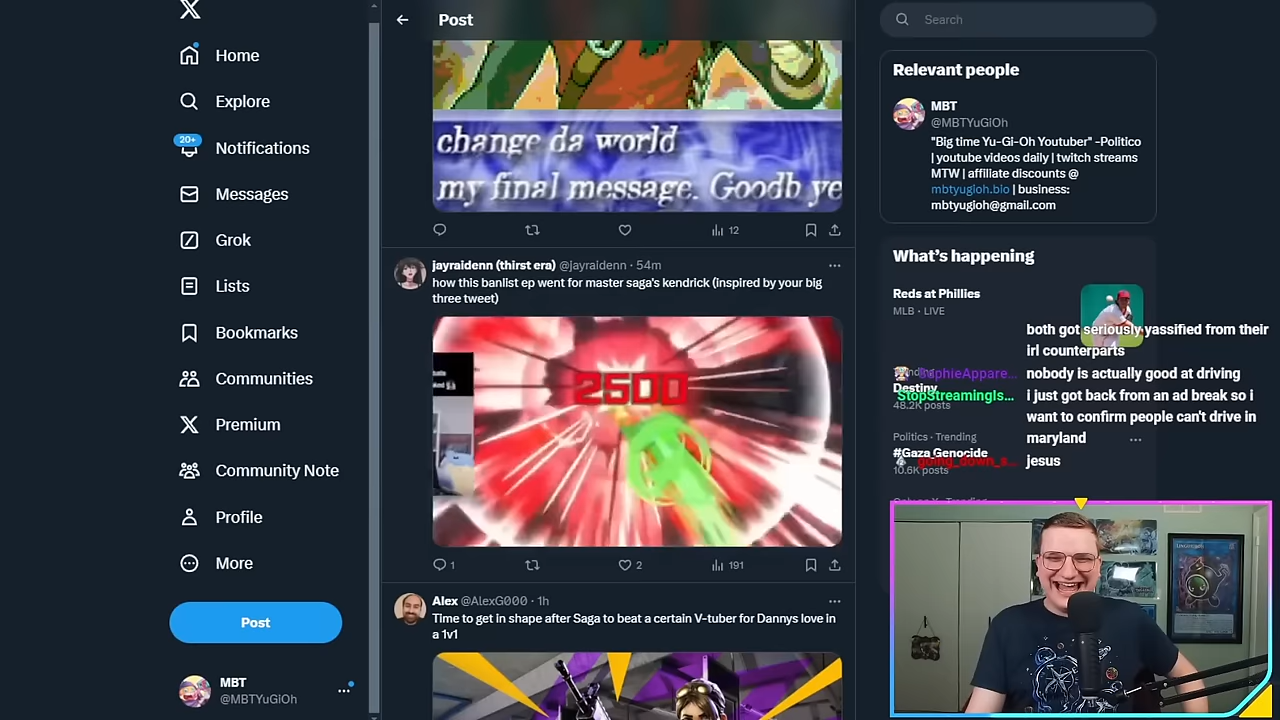 Home
Explore
20+
Notifications
Messages
Grok
Lists
Bookmarks
Communities
Premium
Community Note
Profile
More
Post
MBT
@MBTYuGiOh
Post
change da world
my final message. Goodb ye
12
jayraidenn (thirst era) @jayraidenn · 54m
how this banlist ep went for master saga's kendrick (inspired by your big
three tweet)
2500
1
2
191
Alex @AlexG000 · 1h
Time to get in shape after Saga to beat a certain V-tuber for Dannys love in
a 1v1
Search
Relevant people
MBT
@MBTYuGiOh
"Big time Yu-Gi-Oh Youtuber" -Politico
| youtube videos daily | twitch streams
MTW | affiliate discounts @
mbtyugioh.bio | business:
mbtyugioh@gmail.com
What's happening
Reds at Phillies
MLB · LIVE
Trending
Destiny
48.2K posts
Politics · Trending
#Gaza Genocide
10.6K posts
both got seriously yassified from their
irl counterparts
SophieAppare... nobody is actually good at driving
StopStreamingIs... i just got back from an ad break so i
want to confirm people can't drive in
maryland
going_down_s... jesus